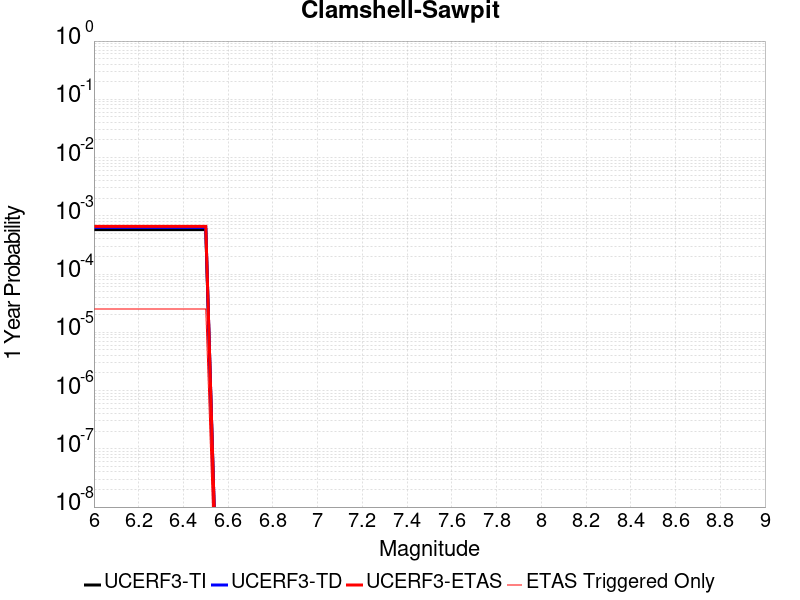 Clamshell-Sawpit
10^0
10^-1
10^-2
10^-3
10^-4
10^-5
10^-6
10^-7
10^-8
1 Year Probability
6 6.2 6.4 6.6 6.8 7 7.2 7.4 7.6 7.8 8 8.2 8.4 8.6 8.8 9
Magnitude
UCERF3-TI UCERF3-TD UCERF3-ETAS ETAS Triggered Only